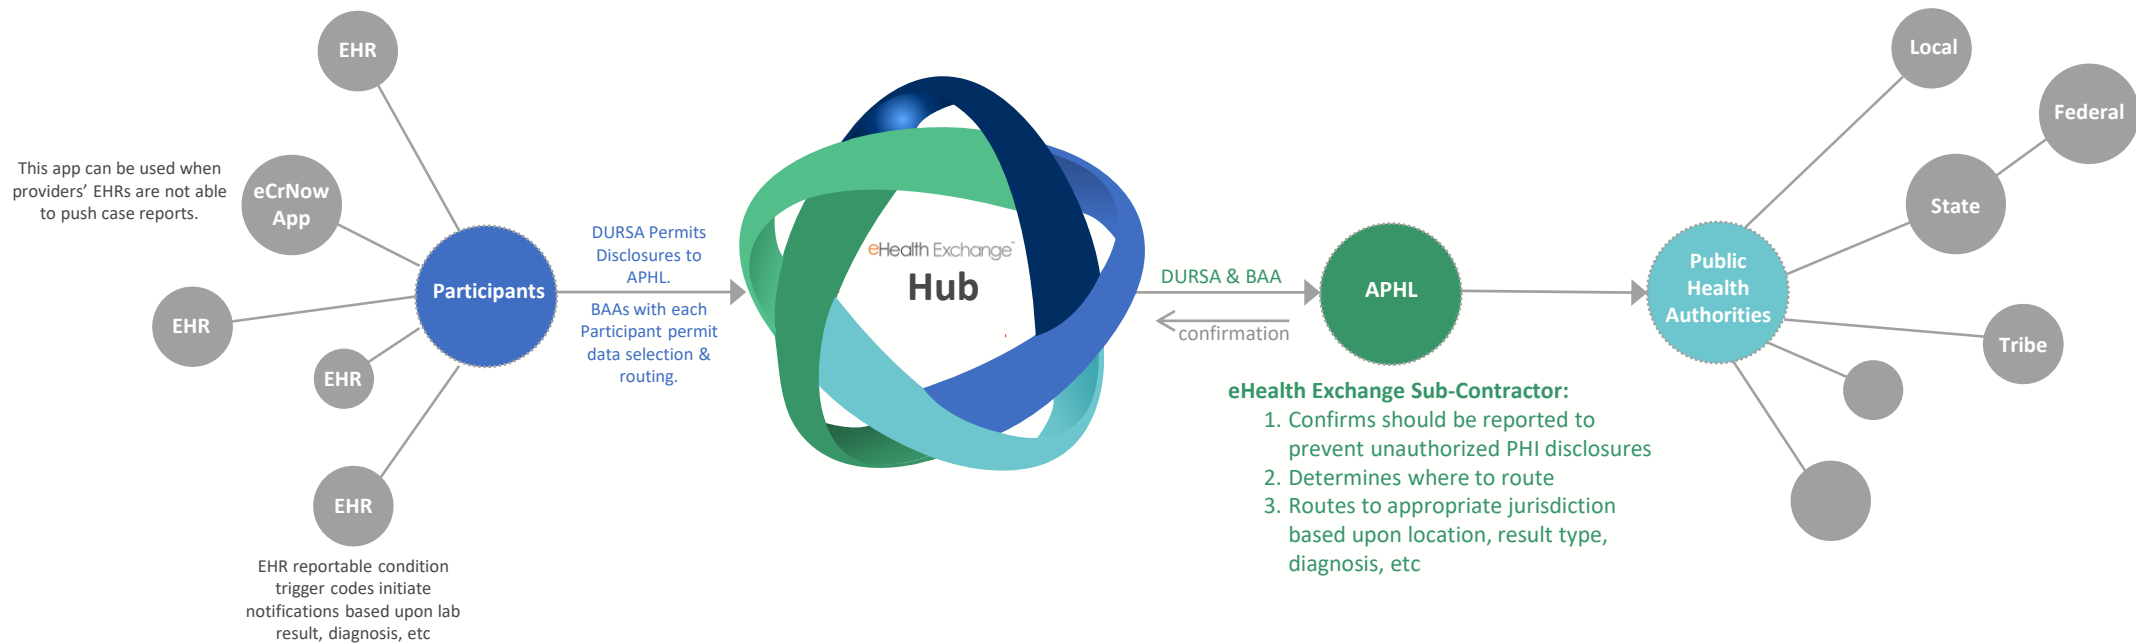 EHR
This app can be used when
providers’ EHRs are not able
to push case reports.
eCrNow
App
EHR
EHR
EHR
EHR reportable condition
trigger codes initiate
notifications based upon lab
result, diagnosis, etc
Participants
DURSA Permits
Disclosures to
APHL.
BAAs with each
Participant permit
data selection &
routing.
eHealth Exchange™
Hub
DURSA & BAA
confirmation
APHL
eHealth Exchange Sub-Contractor:
1. Confirms should be reported to
prevent unauthorized PHI disclosures
2. Determines where to route
3. Routes to appropriate jurisdiction
based upon location, result type,
diagnosis, etc
Public
Health
Authorities
Local
Federal
State
Tribe